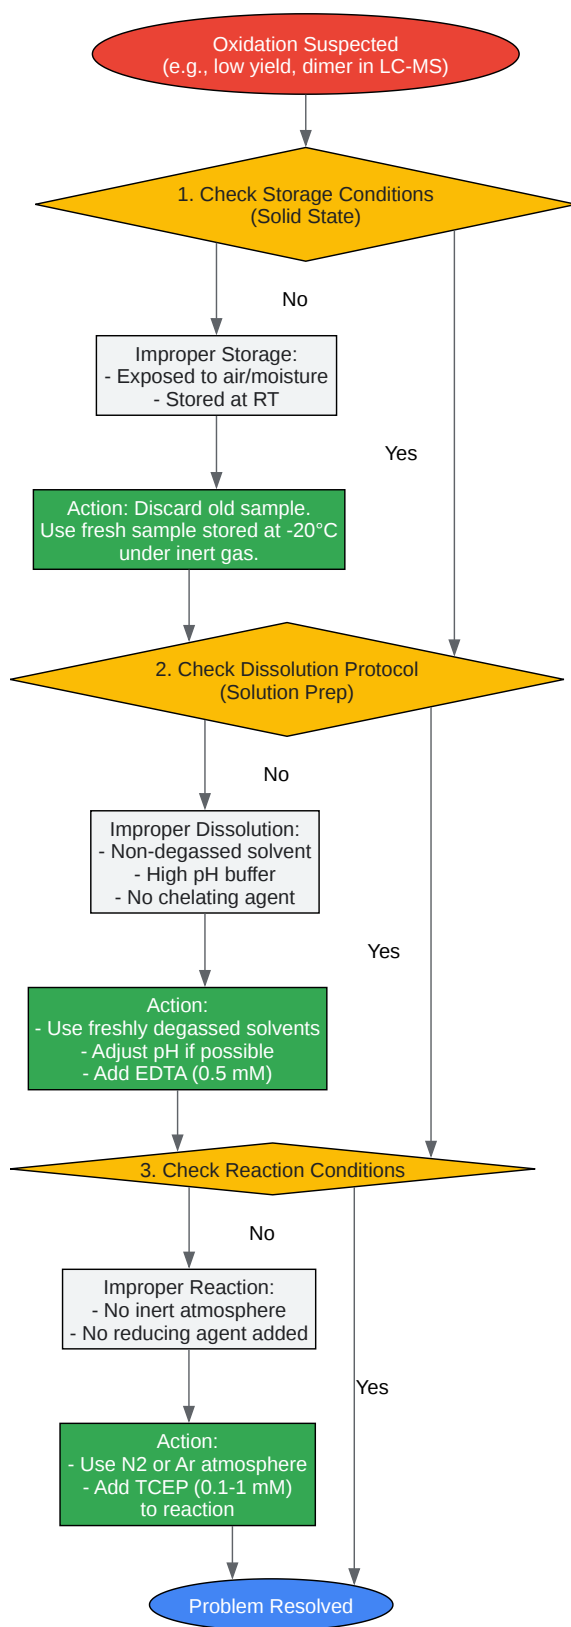 Oxidation Suspected
(e.g., low yield, dimer in LC-MS)
1. Check Storage Conditions
(Solid State)
No
Improper Storage:
- Exposed to air/moisture
- Stored at RT
Yes
Action: Discard old sample.
Use fresh sample stored at -20°C
under inert gas.
2. Check Dissolution Protocol
(Solution Prep)
No
Improper Dissolution:
- Non-degassed solvent
- High pH buffer
- No chelating agent
Yes
Action:
- Use freshly degassed solvents
- Adjust pH if possible
- Add EDTA (0.5 mM)
3. Check Reaction Conditions
No
Improper Reaction:
- No inert atmosphere
- No reducing agent added
Yes
Action:
- Use N2 or Ar atmosphere
- Add TCEP (0.1-1 mM)
to reaction
Problem Resolved